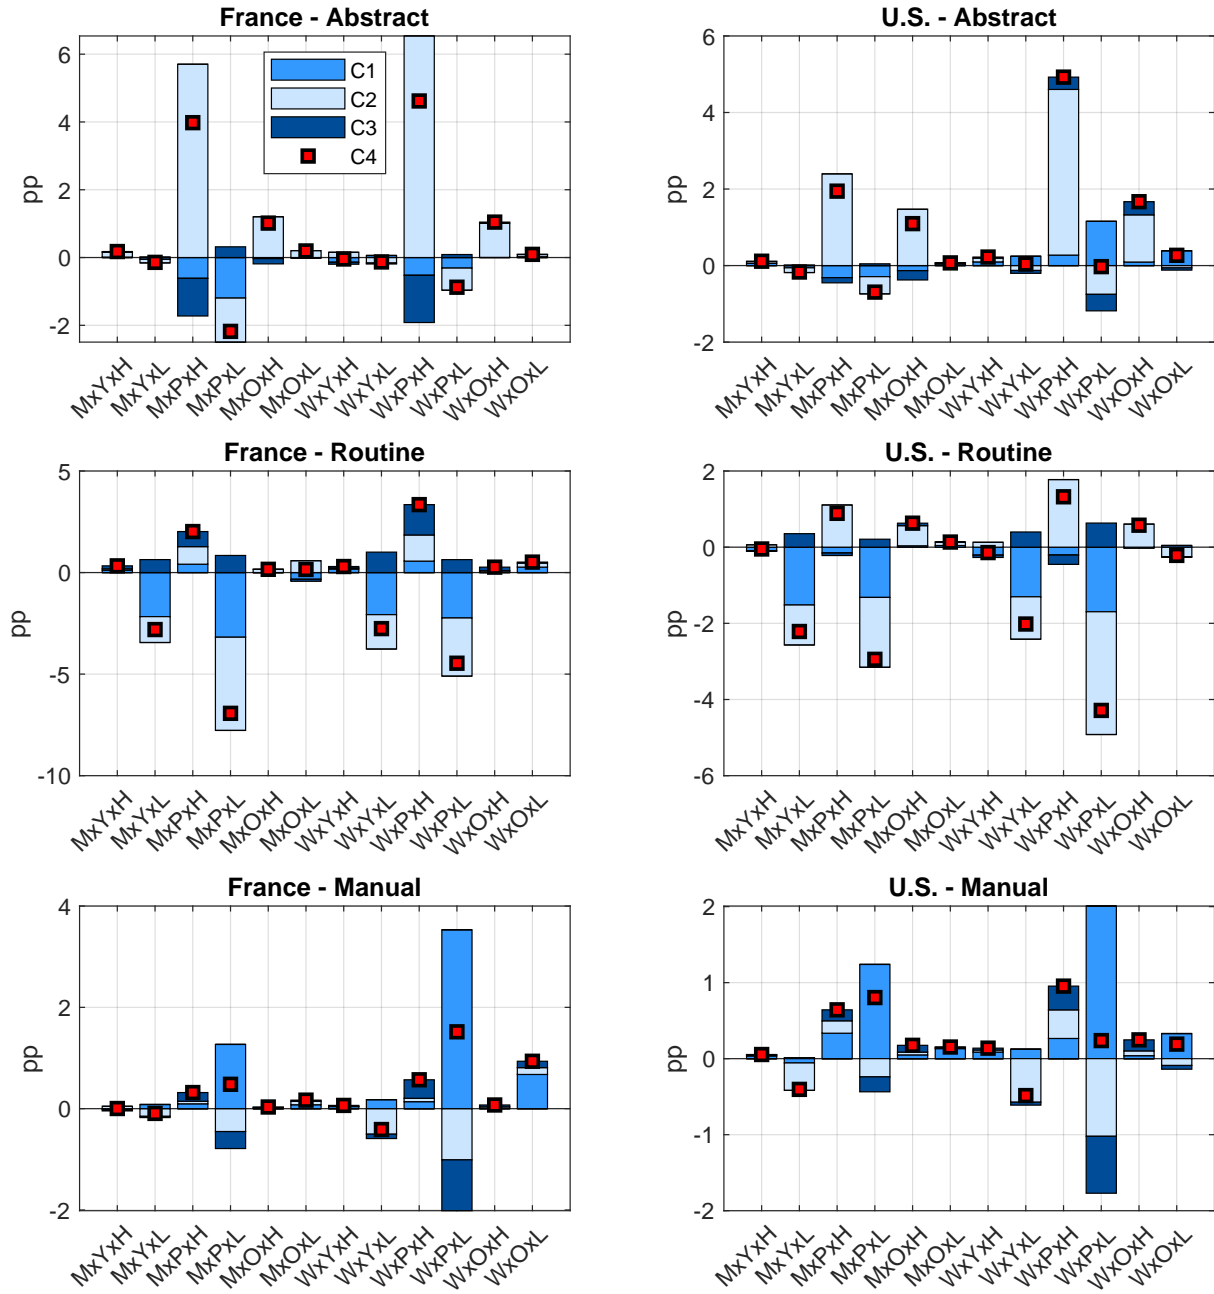 France - Abstract
6
4
2
0
-2
pp
C1
C2
C3
C4
MxYxH
MxYxL
MxPxH
MxPxL
MxOxH
MxOxL
WxYxH
WxYxL
WxPxH
WxPxL
WxOxH
WxOxL
U.S. - Abstract
6
4
2
0
-2
pp
MxYxH
MxYxL
MxPxH
MxPxL
MxOxH
MxOxL
WxYxH
WxYxL
WxPxH
WxPxL
WxOxH
WxOxL
France - Routine
5
0
-5
-10
pp
MxYxH
MxYxL
MxPxH
MxPxL
MxOxH
MxOxL
WxYxH
WxYxL
WxPxH
WxPxL
WxOxH
WxOxL
U.S. - Routine
2
0
-2
-4
-6
pp
MxYxH
MxYxL
MxPxH
MxPxL
MxOxH
MxOxL
WxYxH
WxYxL
WxPxH
WxPxL
WxOxH
WxOxL
France - Manual
4
2
0
-2
pp
MxYxH
MxYxL
MxPxH
MxPxL
MxOxH
MxOxL
WxYxH
WxYxL
WxPxH
WxPxL
WxOxH
WxOxL
U.S. - Manual
2
1
0
-1
-2
pp
MxYxH
MxYxL
MxPxH
MxPxL
MxOxH
MxOxL
WxYxH
WxYxL
WxPxH
WxPxL
WxOxH
WxOxL